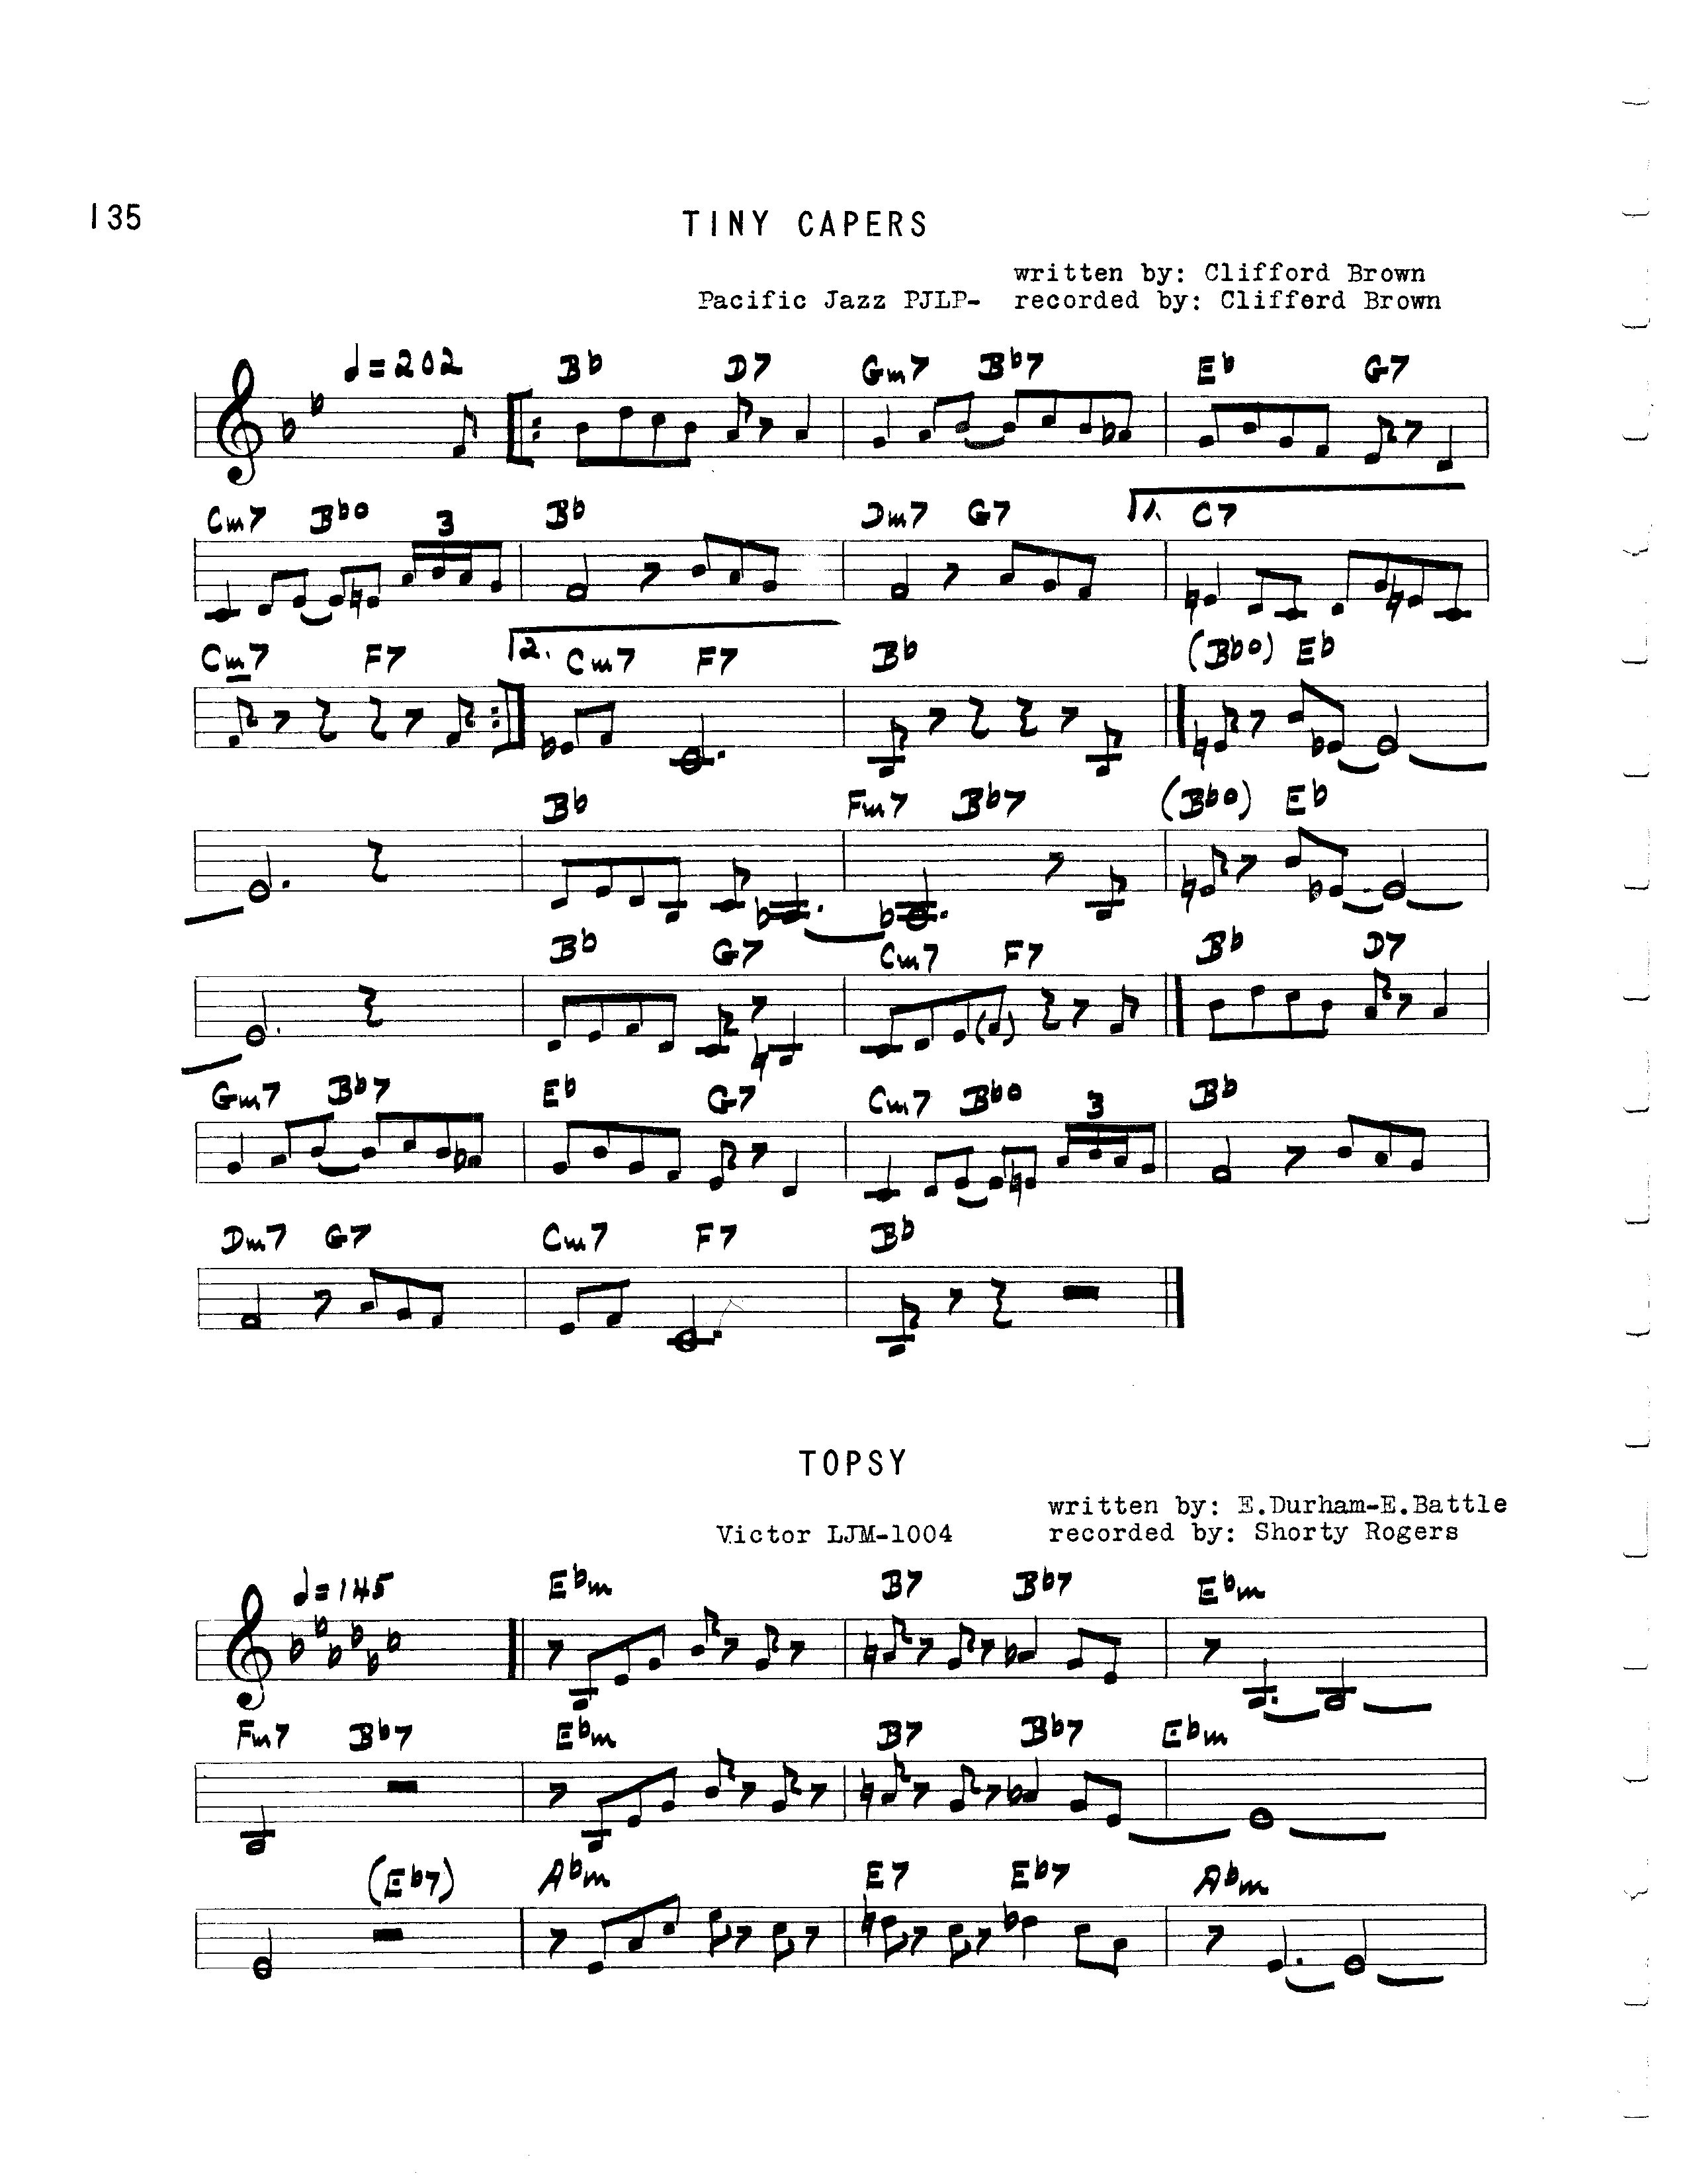 135
TINY CAPERS
written by: Clifford Brown
Pacific Jazz PJLP- recorded by: Clifford Brown
♩=202 Bb D7 Gm7 Bb7 Eb G7
Cm7 Bbo 3 Bb Dm7 G7 1. C7
Cm7 F7 2. Cm7 F7 Bb (Bbo) Eb
Bb Fm7 Bb7 (Bbo) Eb
Bb G7 Cm7 F7 Bb D7
Gm7 Bb7 Eb G7 Cm7 Bbo 3 Bb
Dm7 G7 Cm7 F7 Bb
TOPSY
written by: E.Durham-E.Battle
Victor LJM-1004 recorded by: Shorty Rogers
♩=145 Ebm B7 Bb7 Ebm
Fm7 Bb7 Ebm B7 Bb7 Ebm
(Eb7) Abm E7 Eb7 Abm